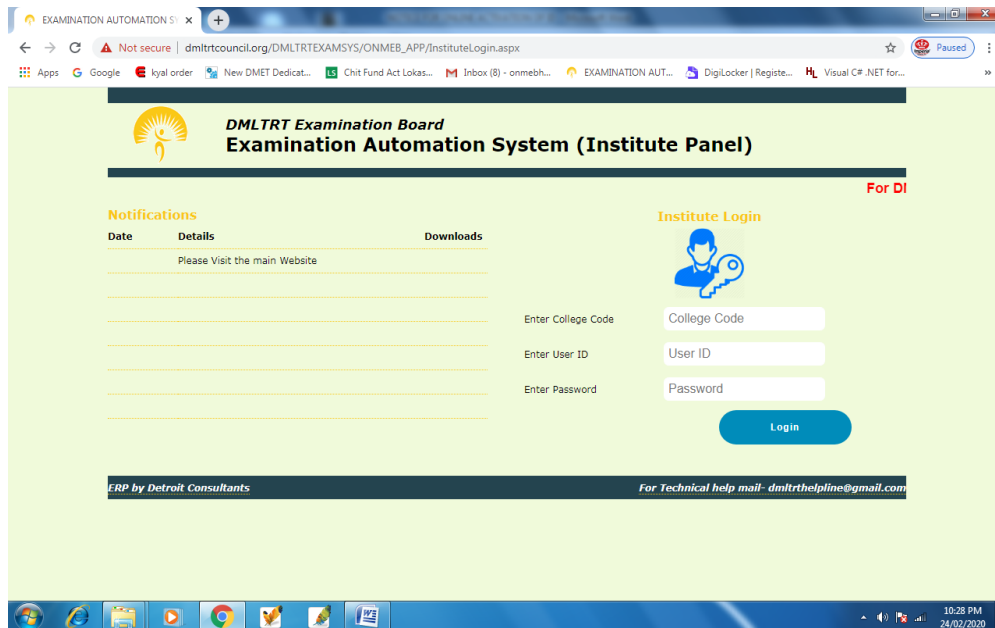 EXAMINATION AUTOMATION SY
Not secure | dmltrtcouncil.org/DMLTRTEXAMSYS/ONMEB_APP/InstituteLogin.aspx
Paused
Apps Google kyal order New DMET Dedicat... Chit Fund Act Lokas... Inbox (8) - onmebh... EXAMINATION AUT... DigiLocker | Registe... Visual C# .NET for...
DMLTRT Examination Board
Examination Automation System (Institute Panel)
For DI
Notifications
Date Details Downloads
Please Visit the main Website
Institute Login
Enter College Code College Code
Enter User ID User ID
Enter Password Password
Login
ERP by Detroit Consultants For Technical help mail- dmltrthelpline@gmail.com
10:28 PM
24/02/2020